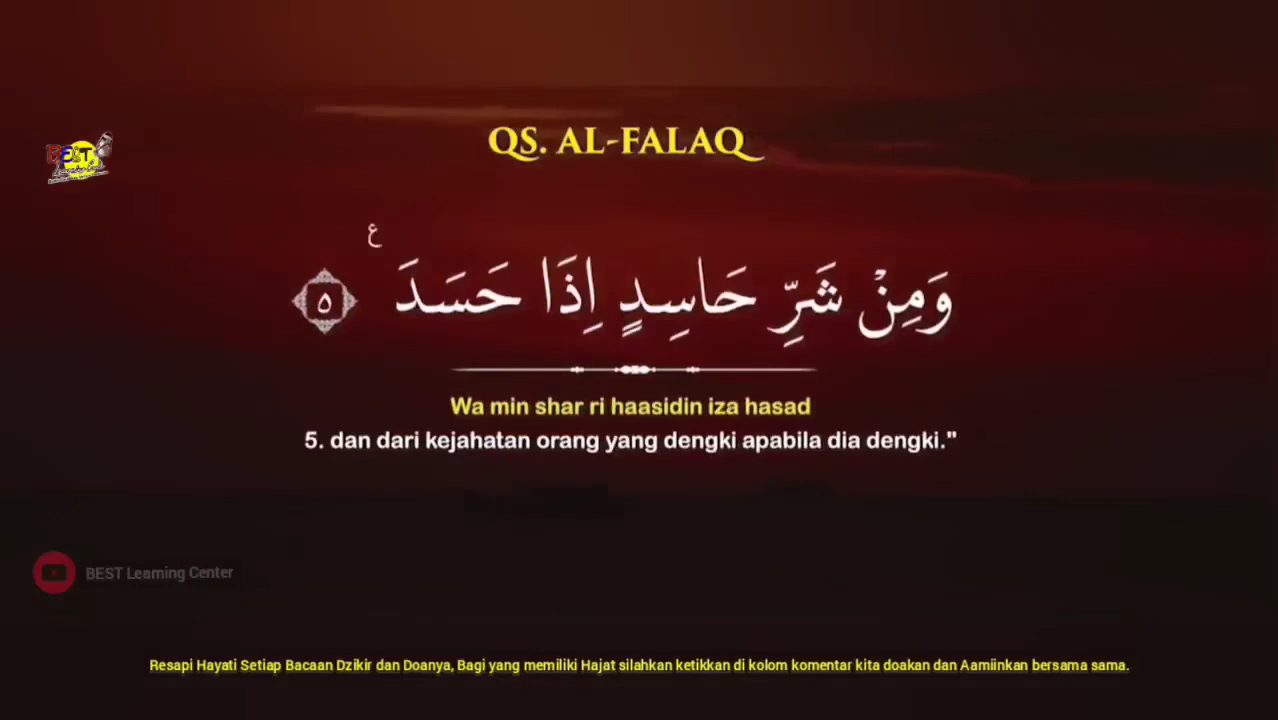 QS. AL-FALAQ
BEST
ع
وَمِنْ شَرِّ حَاسِدٍ اِذَا حَسَدَ ۝٥
Wa min shar ri haasidin iza hasad
5. dan dari kejahatan orang yang dengki apabila dia dengki."
BEST Learning Center
Resapi Hayati Setiap Bacaan Dzikir dan Doanya, Bagi yang memiliki Hajat silahkan ketikkan di kolom komentar kita doakan dan Aamiinkan bersama sama.